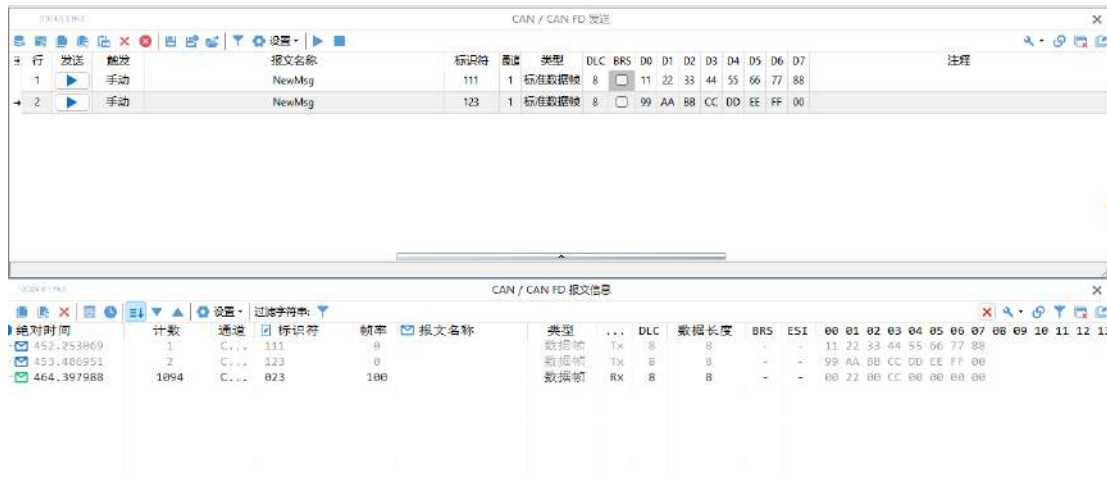 CAN / CAN FD 发送
设置
行 发送 触发 报文名称 标识符 通道 类型 DLC BRS D0 D1 D2 D3 D4 D5 D6 D7 注释
1 手动 NewMsg 111 1 标准数据帧 8 11 22 33 44 55 66 77 88
2 手动 NewMsg 123 1 标准数据帧 8 99 AA BB CC DD EE FF 00
CAN / CAN FD 报文信息
设置 过滤字符串:
绝对时间 计数 通道 标识符 帧率 报文名称 类型 ... DLC 数据长度 BRS ESI 00 01 02 03 04 05 06 07 08 09 10 11 12
452.253069 1 C... 111 0 数据帧 Tx 8 8 - - 11 22 33 44 55 66 77 88
453.486951 2 C... 123 0 数据帧 Tx 8 8 - - 99 AA BB CC DD EE FF 00
464.397988 1094 C... 023 100 数据帧 Rx 8 8 - - 00 22 00 CC 00 00 00 00